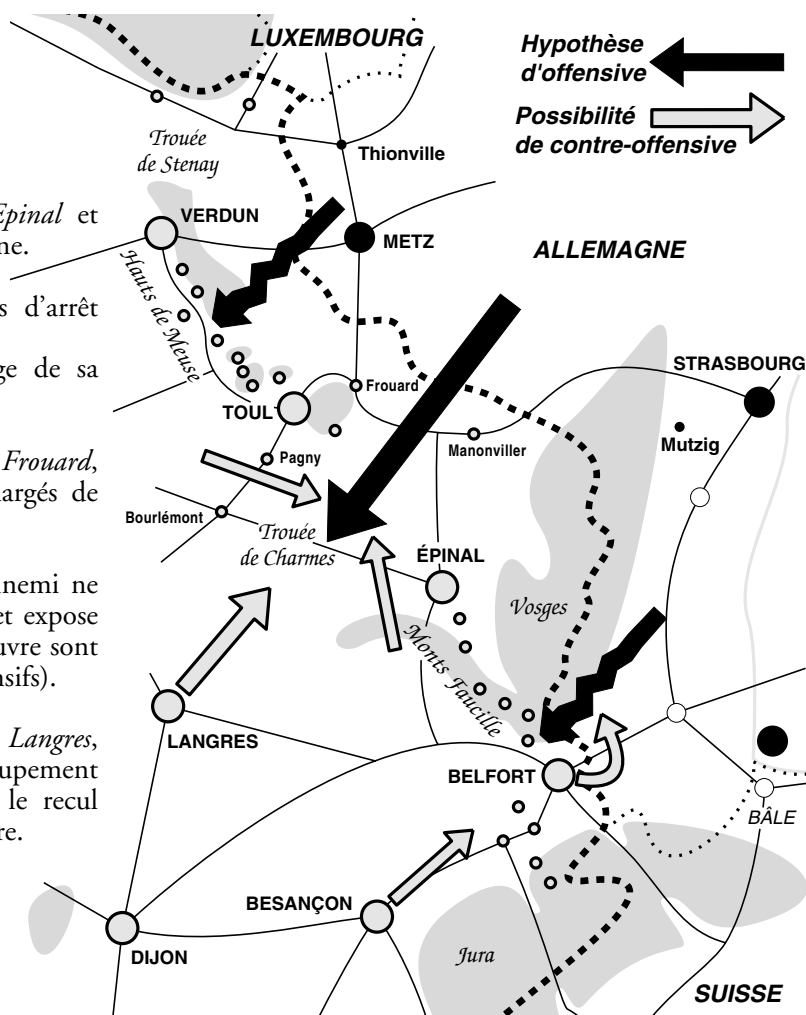 LUXEMBOURG
Hypothèse
d'offensive
Possibilité
de contre-offensive
Trouée
de Stenay
Thionville
Epinal et
ne.
VERDUN
METZ
ALLEMAGNE
Hauts de Meuse
s d'arrêt
ge de sa
STRASBOURG
Frouard
TOUL
Mutzig
Manonviller
Frouard,
argés de
Pagny
Bourlémont
Trouée
de Charmes
ÉPINAL
nnemi ne
et expose
uvre sont
nsifs).
Vosges
Monts Faucille
Langres,
oupement
le recul
re.
LANGRES
BELFORT
BÂLE
BESANÇON
DIJON
Jura
SUISSE